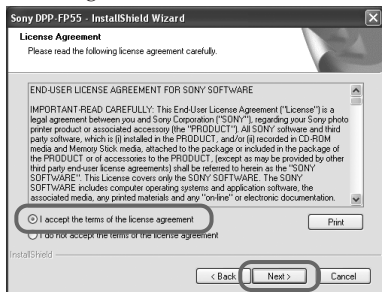 Sony DPP-FP55 - InstallShield Wizard
License Agreement
Please read the following license agreement carefully.
END-USER LICENSE AGREEMENT FOR SONY SOFTWARE
IMPORTANT-READ CAREFULLY: This End-User License Agreement ("License") is a
legal agreement between you and Sony Corporation ("SONY"), regarding your Sony photo
printer product or associated accessory (the "PRODUCT"). All SONY software and third
party software, which is (i) installed in the PRODUCT, and/or (ii) recorded in CD-ROM
media and Memory Stick media, attached to the package or included in the package of
the PRODUCT or of accessories to the PRODUCT, (except as may be provided by other
third party end-user license agreements) shall be referred to herein as the "SONY
SOFTWARE". This License covers only the SONY SOFTWARE. The SONY
SOFTWARE includes computer operating systems and application software, the
associated media, any printed materials and any "on-line" or electronic documentation.
I accept the terms of the license agreement
Print
I do not accept the terms of the license agreement
InstallShield
< Back
Next >
Cancel